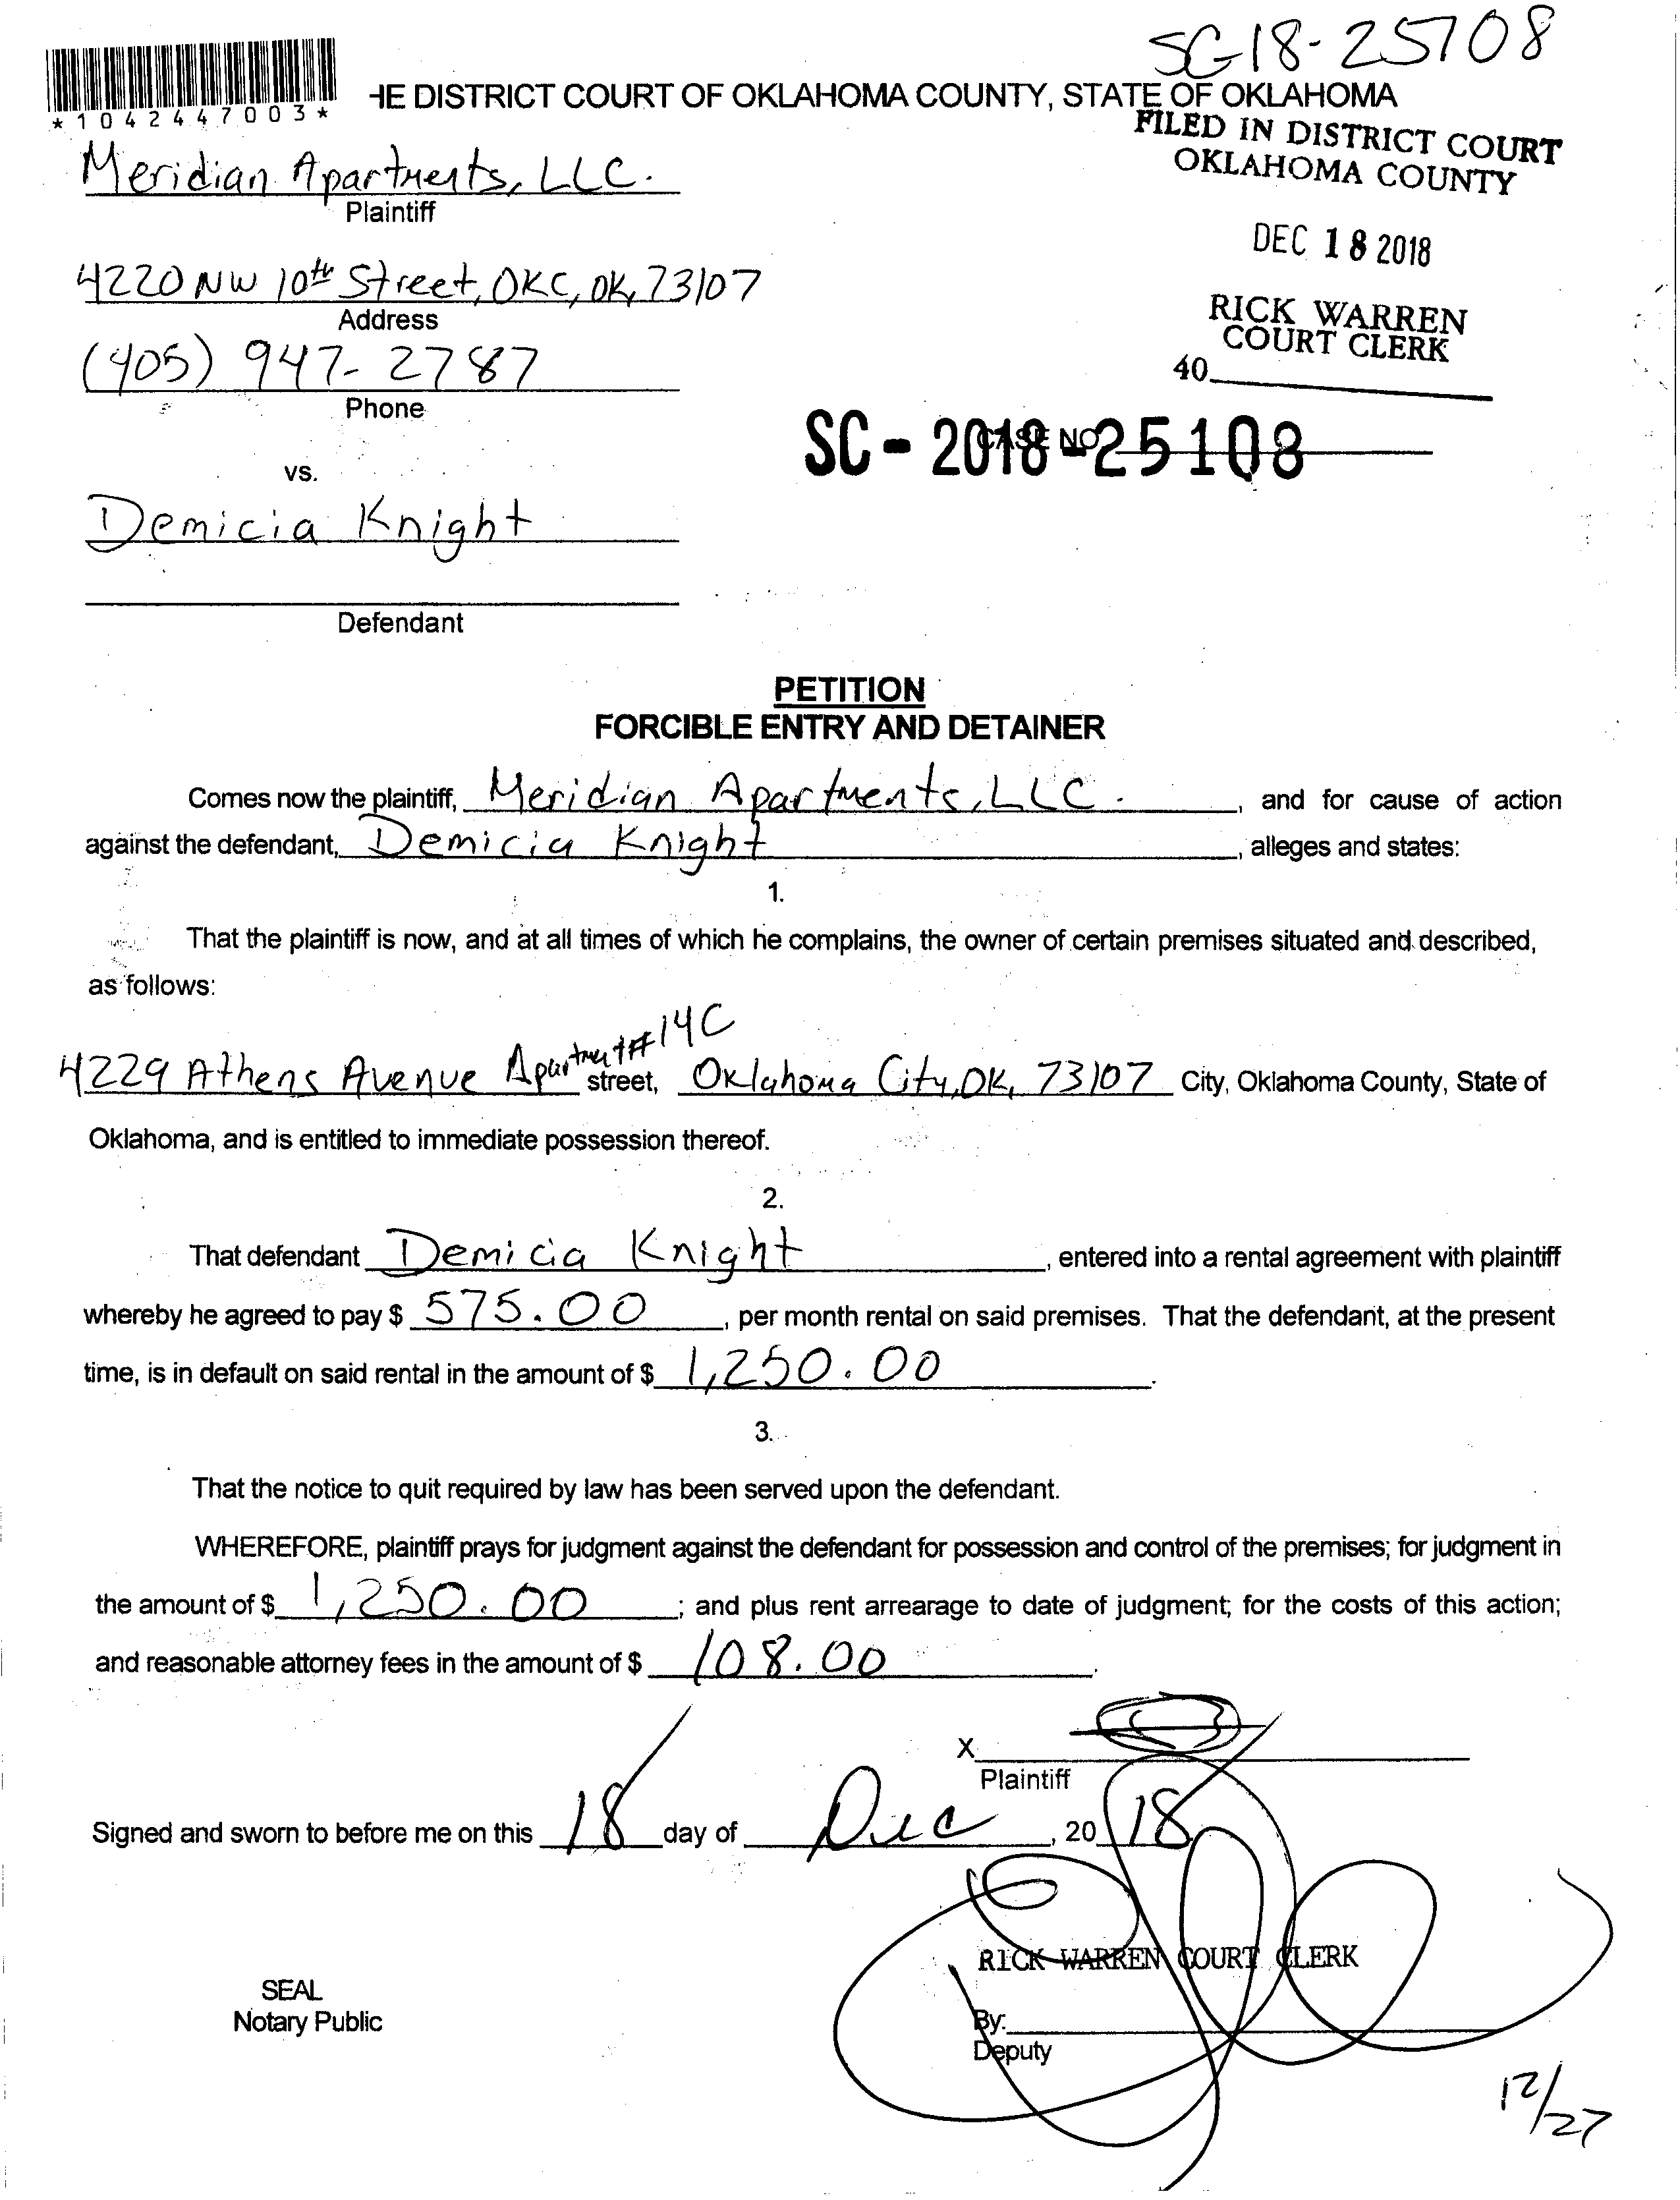 SC-18-25108
*1042447003*
HE DISTRICT COURT OF OKLAHOMA COUNTY, STATE OF OKLAHOMA
FILED IN DISTRICT COURT
OKLAHOMA COUNTY
Meridian Apartments, LLC.
Plaintiff
DEC 18 2018
4220 NW 10th Street, OKC, OK, 73107
Address
RICK WARREN
COURT CLERK
40
(405) 947-2787
Phone
CASE NO.
SC - 2018 - 25108
vs.
Demicia Knight
Defendant
PETITION
FORCIBLE ENTRY AND DETAINER
Comes now the plaintiff, Meridian Apartments, LLC., and for cause of action
against the defendant, Demicia Knight, alleges and states:
1.
That the plaintiff is now, and at all times of which he complains, the owner of certain premises situated and described,
as follows:
4229 Athens Avenue Apartment #14C street, Oklahoma City, OK, 73107 City, Oklahoma County, State of
Oklahoma, and is entitled to immediate possession thereof.
2.
That defendant Demicia Knight, entered into a rental agreement with plaintiff
whereby he agreed to pay $ 575.00, per month rental on said premises. That the defendant, at the present
time, is in default on said rental in the amount of $ 1,250.00.
3.
That the notice to quit required by law has been served upon the defendant.
WHEREFORE, plaintiff prays for judgment against the defendant for possession and control of the premises; for judgment in
the amount of $ 1,250.00; and plus rent arrearage to date of judgment; for the costs of this action;
and reasonable attorney fees in the amount of $ 108.00.
X
Plaintiff
Signed and sworn to before me on this 18 day of Dec, 20 18
RICK WARREN COURT CLERK
SEAL
Notary Public
By:
Deputy
12/27